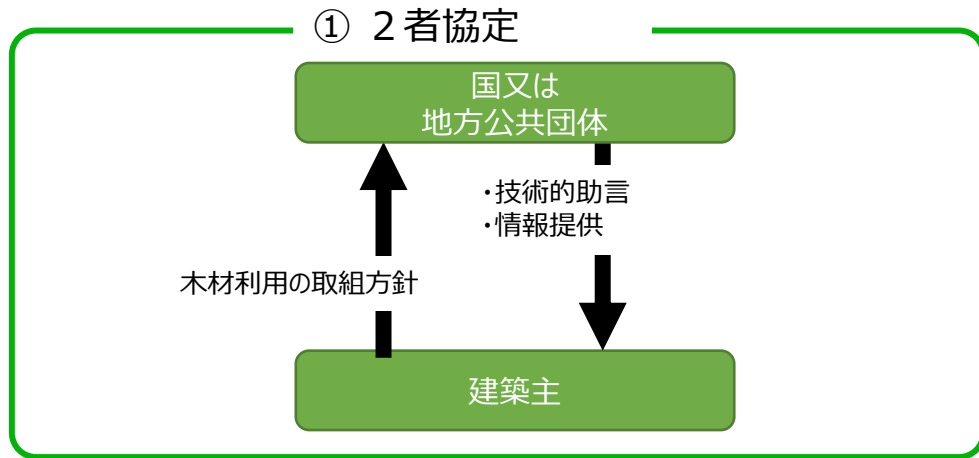 ① ２者協定
国又は
地方公共団体
・技術的助言
・情報提供
木材利用の取組方針
建築主